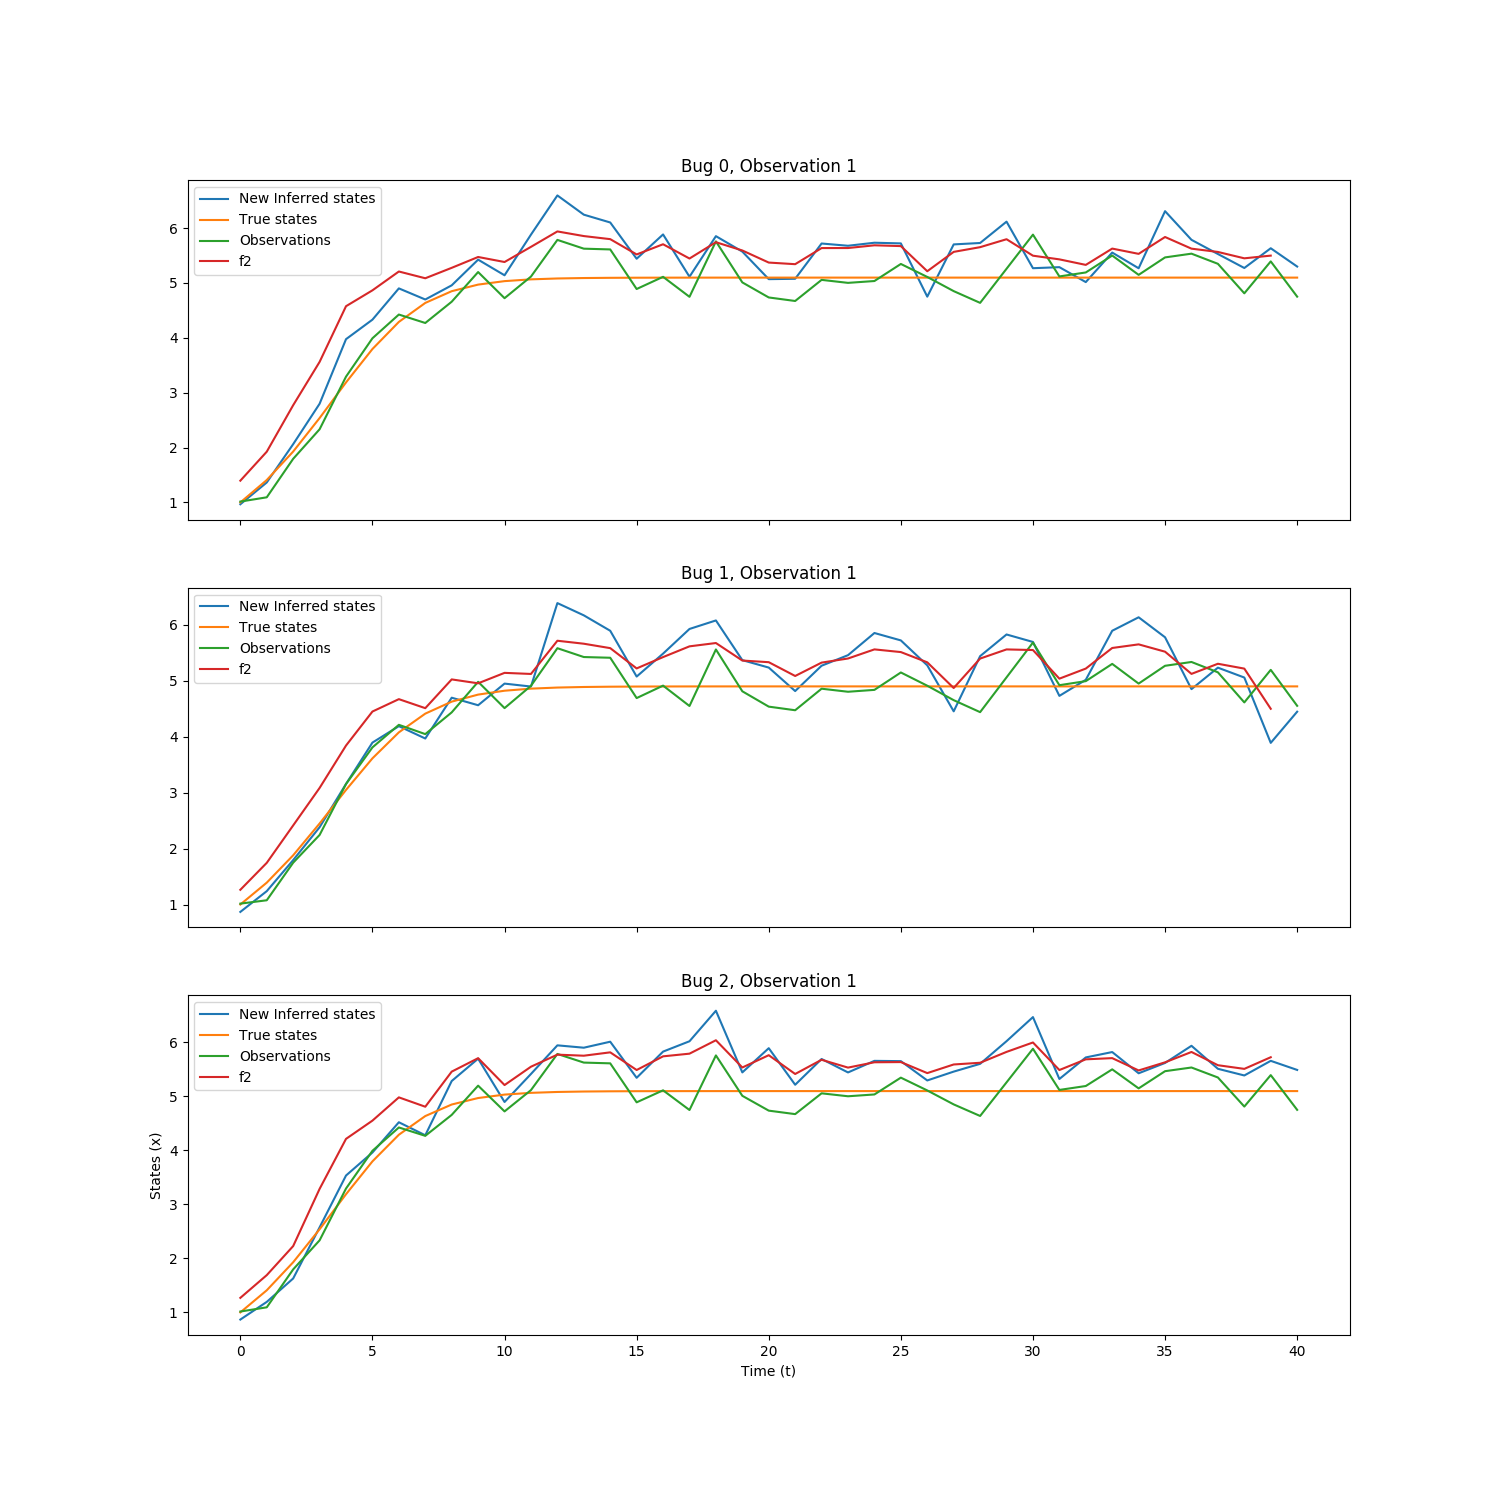 Bug 0, Observation 1
New Inferred states
True states
Observations
f2
6
5
4
3
2
1
Bug 1, Observation 1
New Inferred states
True states
Observations
f2
6
5
4
3
2
1
Bug 2, Observation 1
New Inferred states
True states
Observations
f2
6
5
4
3
2
1
States (x)
0 5 10 15 20 25 30 35 40
Time (t)